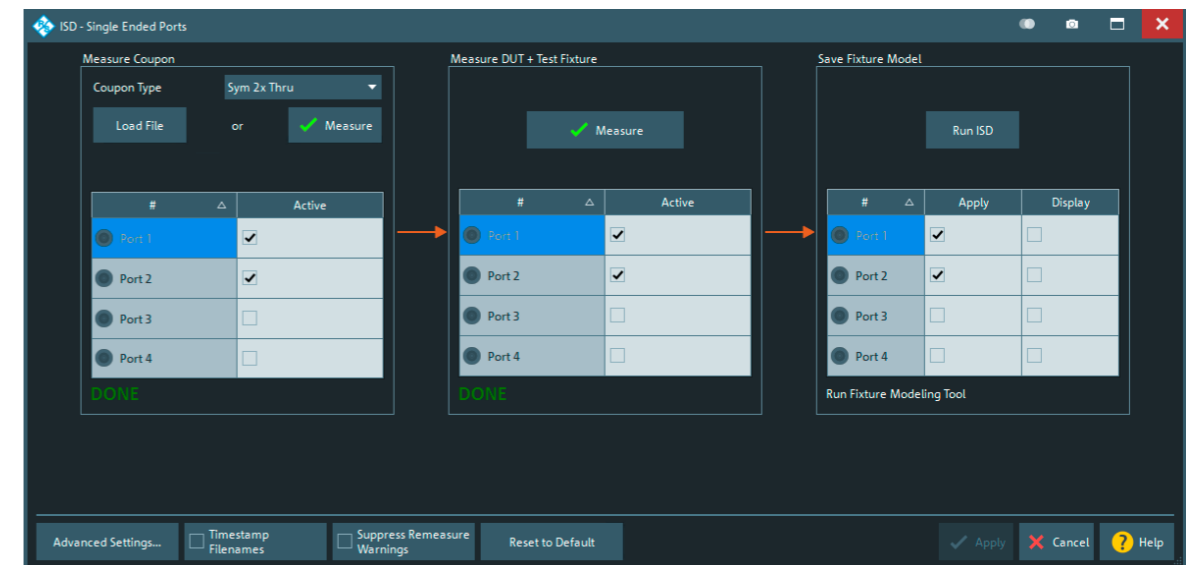 ISD - Single Ended Ports
Measure Coupon
Coupon Type
Sym 2x Thru
Load File
or
Measure
# Active
Port 1
Port 2
Port 3
Port 4
DONE
Measure DUT + Test Fixture
Measure
# Active
Port 1
Port 2
Port 3
Port 4
DONE
Save Fixture Model
Run ISD
# Apply Display
Port 1
Port 2
Port 3
Port 4
Run Fixture Modeling Tool
Advanced Settings...
Timestamp
Filenames
Suppress Remeasure
Warnings
Reset to Default
Apply
Cancel
? Help